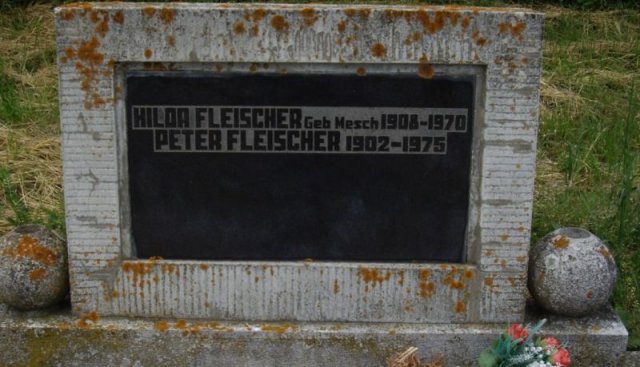 HILDA FLEISCHER Geb Mesch 1908-1970
PETER FLEISCHER 1902-1975